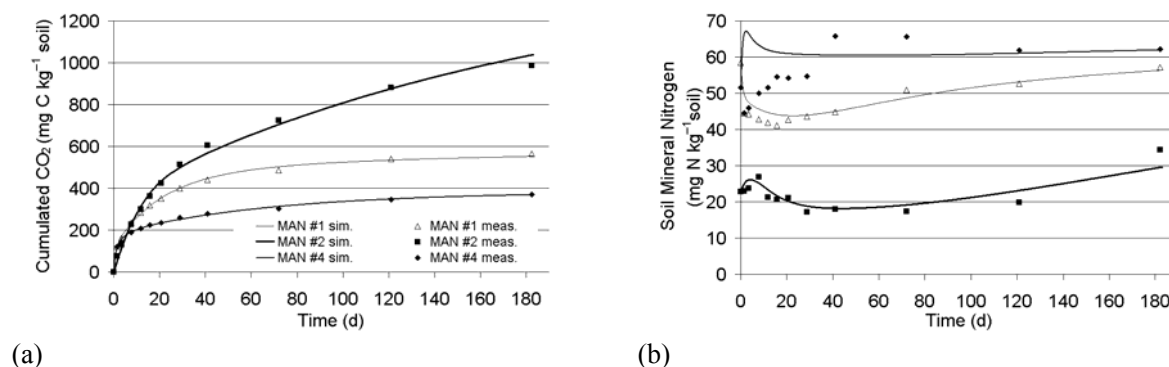 Cumulated CO₂ (mg C kg⁻¹ soil)
1200
1000
800
600
400
200
0
MAN #1 sim.
MAN #1 meas.
MAN #2 sim.
MAN #2 meas.
MAN #4 sim.
MAN #4 meas.
0 20 40 60 80 100 120 140 160 180
Time (d)
(a)
Soil Mineral Nitrogen
(mg N kg⁻¹soil)
70
60
50
40
30
20
10
0
0 20 40 60 80 100 120 140 160 180
Time (d)
(b)